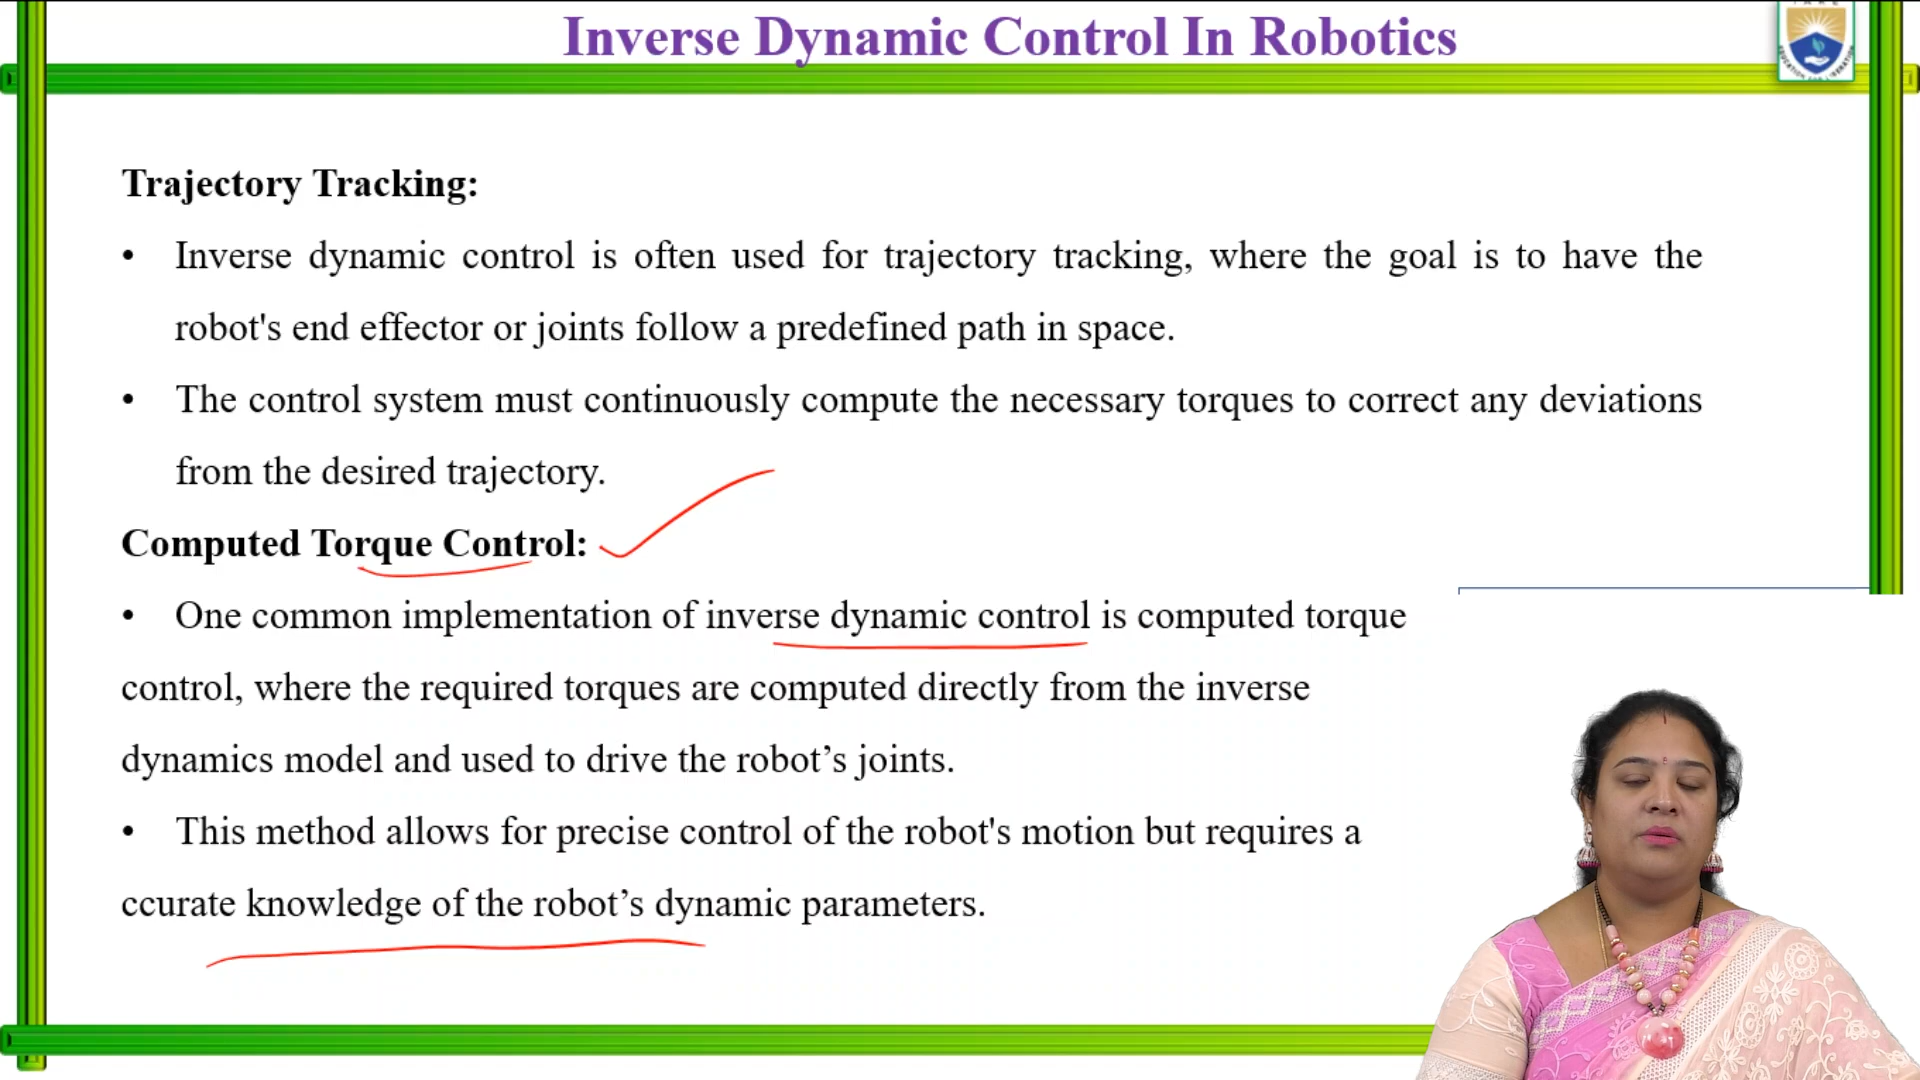 Inverse Dynamic Control In Robotics
Trajectory Tracking:
• Inverse dynamic control is often used for trajectory tracking, where the goal is to have the
robot's end effector or joints follow a predefined path in space.
• The control system must continuously compute the necessary torques to correct any deviations
from the desired trajectory.
Computed Torque Control:
• One common implementation of inverse dynamic control is computed torque
control, where the required torques are computed directly from the inverse
dynamics model and used to drive the robot’s joints.
• This method allows for precise control of the robot's motion but requires a
ccurate knowledge of the robot’s dynamic parameters.